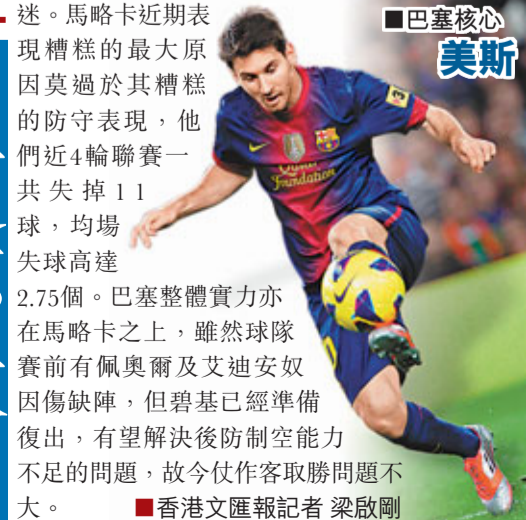 ■巴塞核心
美斯
迷。馬略卡近期表
現糟糕的最大原
因莫過於其糟糕
的防守表現，他
們近4輪聯賽一
共失掉11
球，均場
失球高達
2.75個。巴塞整體實力亦
在馬略卡之上，雖然球隊
賽前有佩奧爾及艾迪安奴
因傷缺陣，但碧基已經準備
復出，有望解決後防制空能力
不足的問題，故今仗作客取勝問題不
大。 ■香港文匯報記者 梁啟剛
Qatar
Foundation